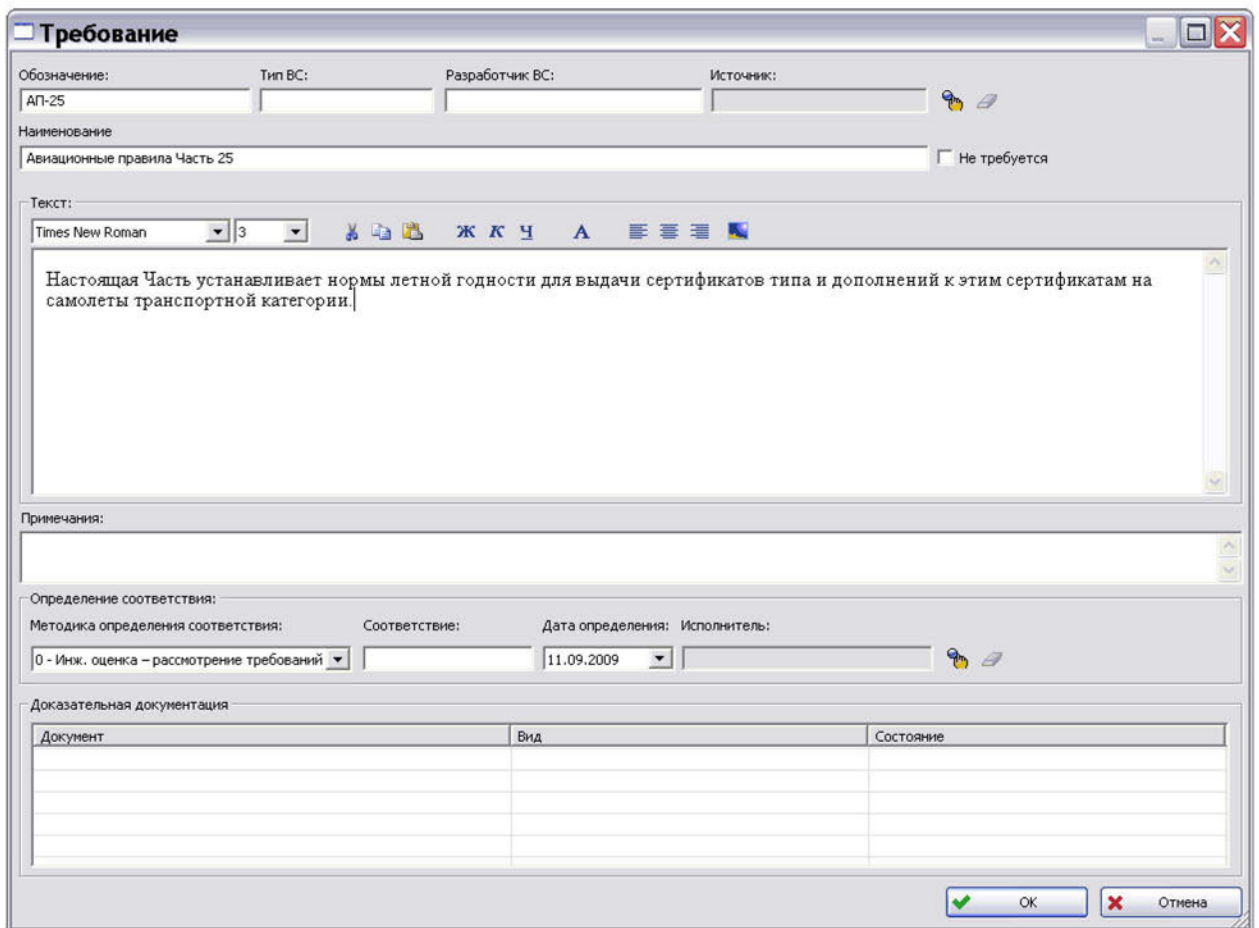 Требование
Обозначение: Тип ВС: Разработчик ВС: Источник:
АП-25
Наименование
Авиационные правила Часть 25 Не требуется
Текст:
Times New Roman 3 Ж К Ч А
Настоящая Часть устанавливает нормы летной годности для выдачи сертификатов типа и дополнений к этим сертификатам на
самолеты транспортной категории.
Примечания:
Определение соответствия:
Методика определения соответствия: Соответствие: Дата определения: Исполнитель:
0 - Инж. оценка – рассмотрение требований 11.09.2009
Доказательная документация
Документ Вид Состояние
ОК Отмена